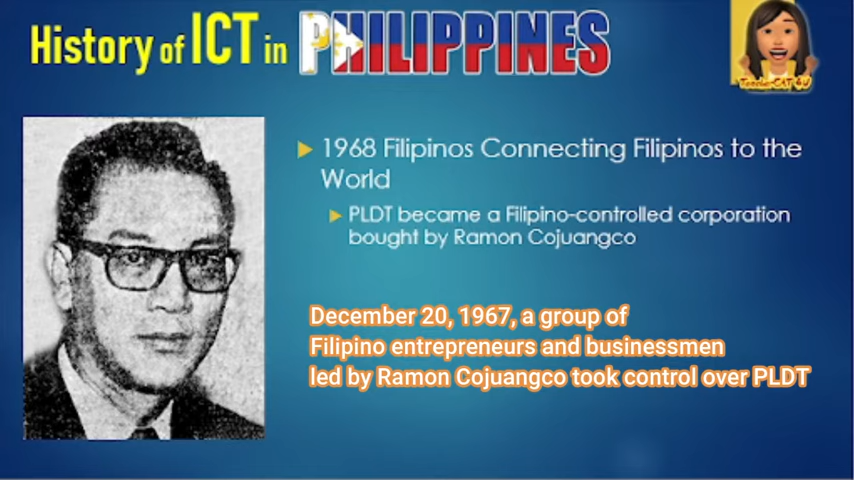 History of ICT in PHILIPPINES
TeacherCAT 4U
1968 Filipinos Connecting Filipinos to the
World
PLDT became a Filipino-controlled corporation
bought by Ramon Cojuangco
December 20, 1967, a group of
Filipino entrepreneurs and businessmen
led by Ramon Cojuangco took control over PLDT